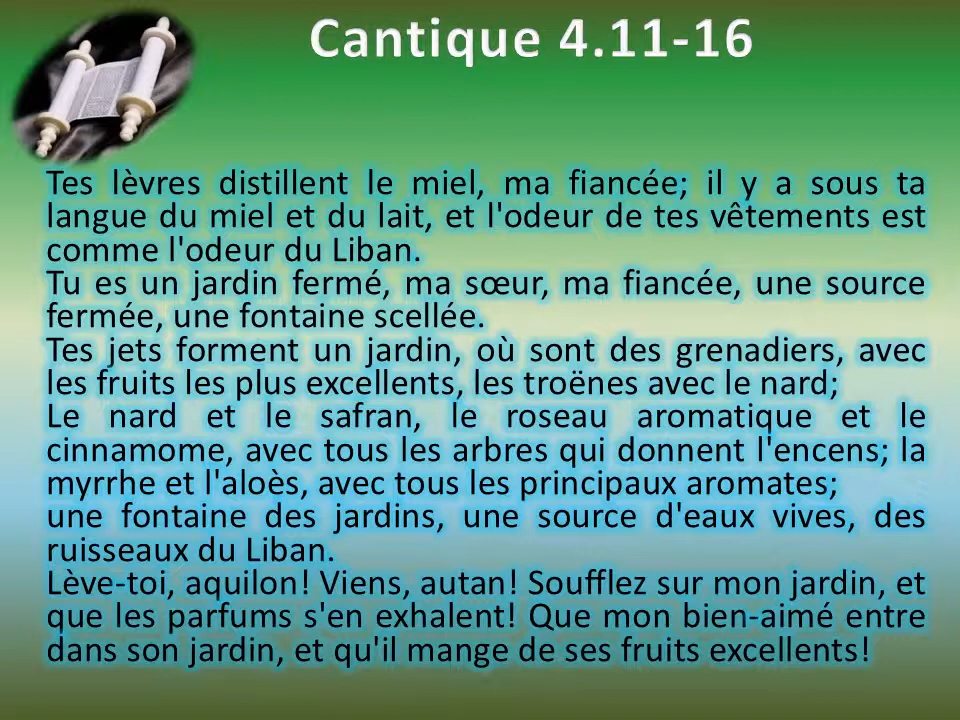 Cantique 4.11-16
Tes lèvres distillent le miel, ma fiancée; il y a sous ta
langue du miel et du lait, et l'odeur de tes vêtements est
comme l'odeur du Liban.
Tu es un jardin fermé, ma sœur, ma fiancée, une source
fermée, une fontaine scellée.
Tes jets forment un jardin, où sont des grenadiers, avec
les fruits les plus excellents, les troënes avec le nard;
Le nard et le safran, le roseau aromatique et le
cinnamome, avec tous les arbres qui donnent l'encens; la
myrrhe et l'aloès, avec tous les principaux aromates;
une fontaine des jardins, une source d'eaux vives, des
ruisseaux du Liban.
Lève-toi, aquilon! Viens, autan! Soufflez sur mon jardin, et
que les parfums s'en exhalent! Que mon bien-aimé entre
dans son jardin, et qu'il mange de ses fruits excellents!